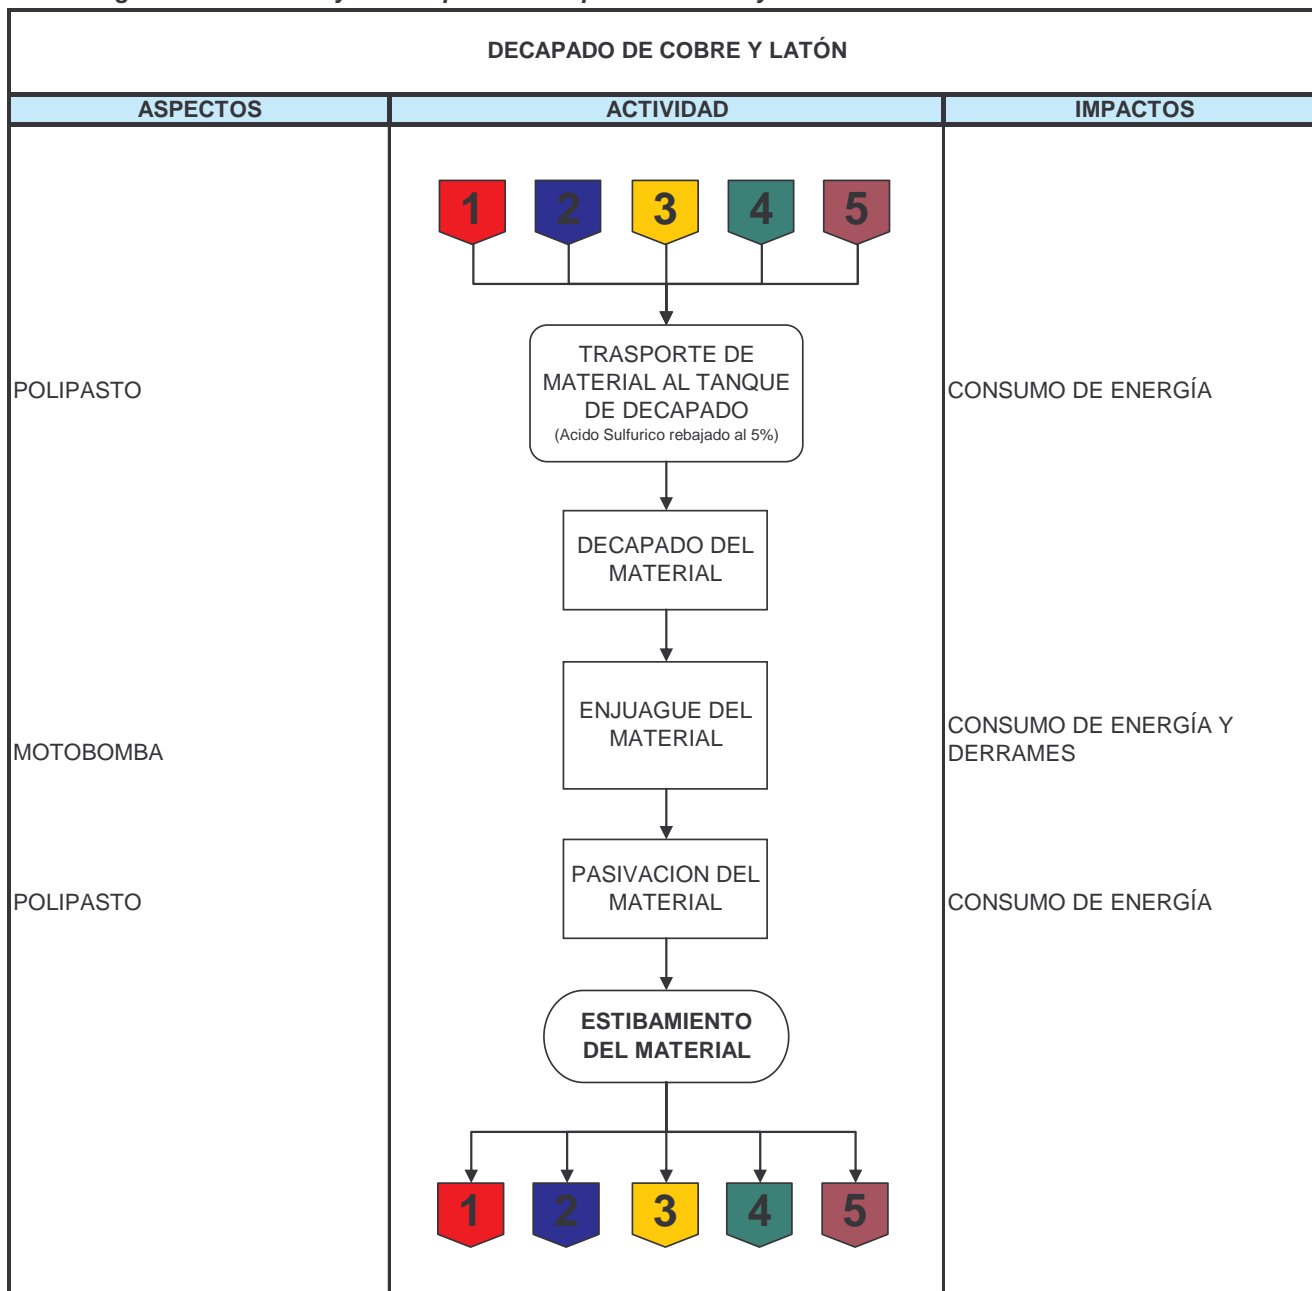 DECAPADO DE COBRE Y LATÓN
ASPECTOS
ACTIVIDAD
IMPACTOS
1
2
3
4
5
TRASPORTE DE
MATERIAL AL TANQUE
DE DECAPADO
(Acido Sulfurico rebajado al 5%)
POLIPASTO
CONSUMO DE ENERGÍA
DECAPADO DEL
MATERIAL
ENJUAGUE DEL
MATERIAL
MOTOBOMBA
CONSUMO DE ENERGÍA Y
DERRAMES
PASIVACION DEL
MATERIAL
POLIPASTO
CONSUMO DE ENERGÍA
ESTIBAMIENTO
DEL MATERIAL
1
2
3
4
5